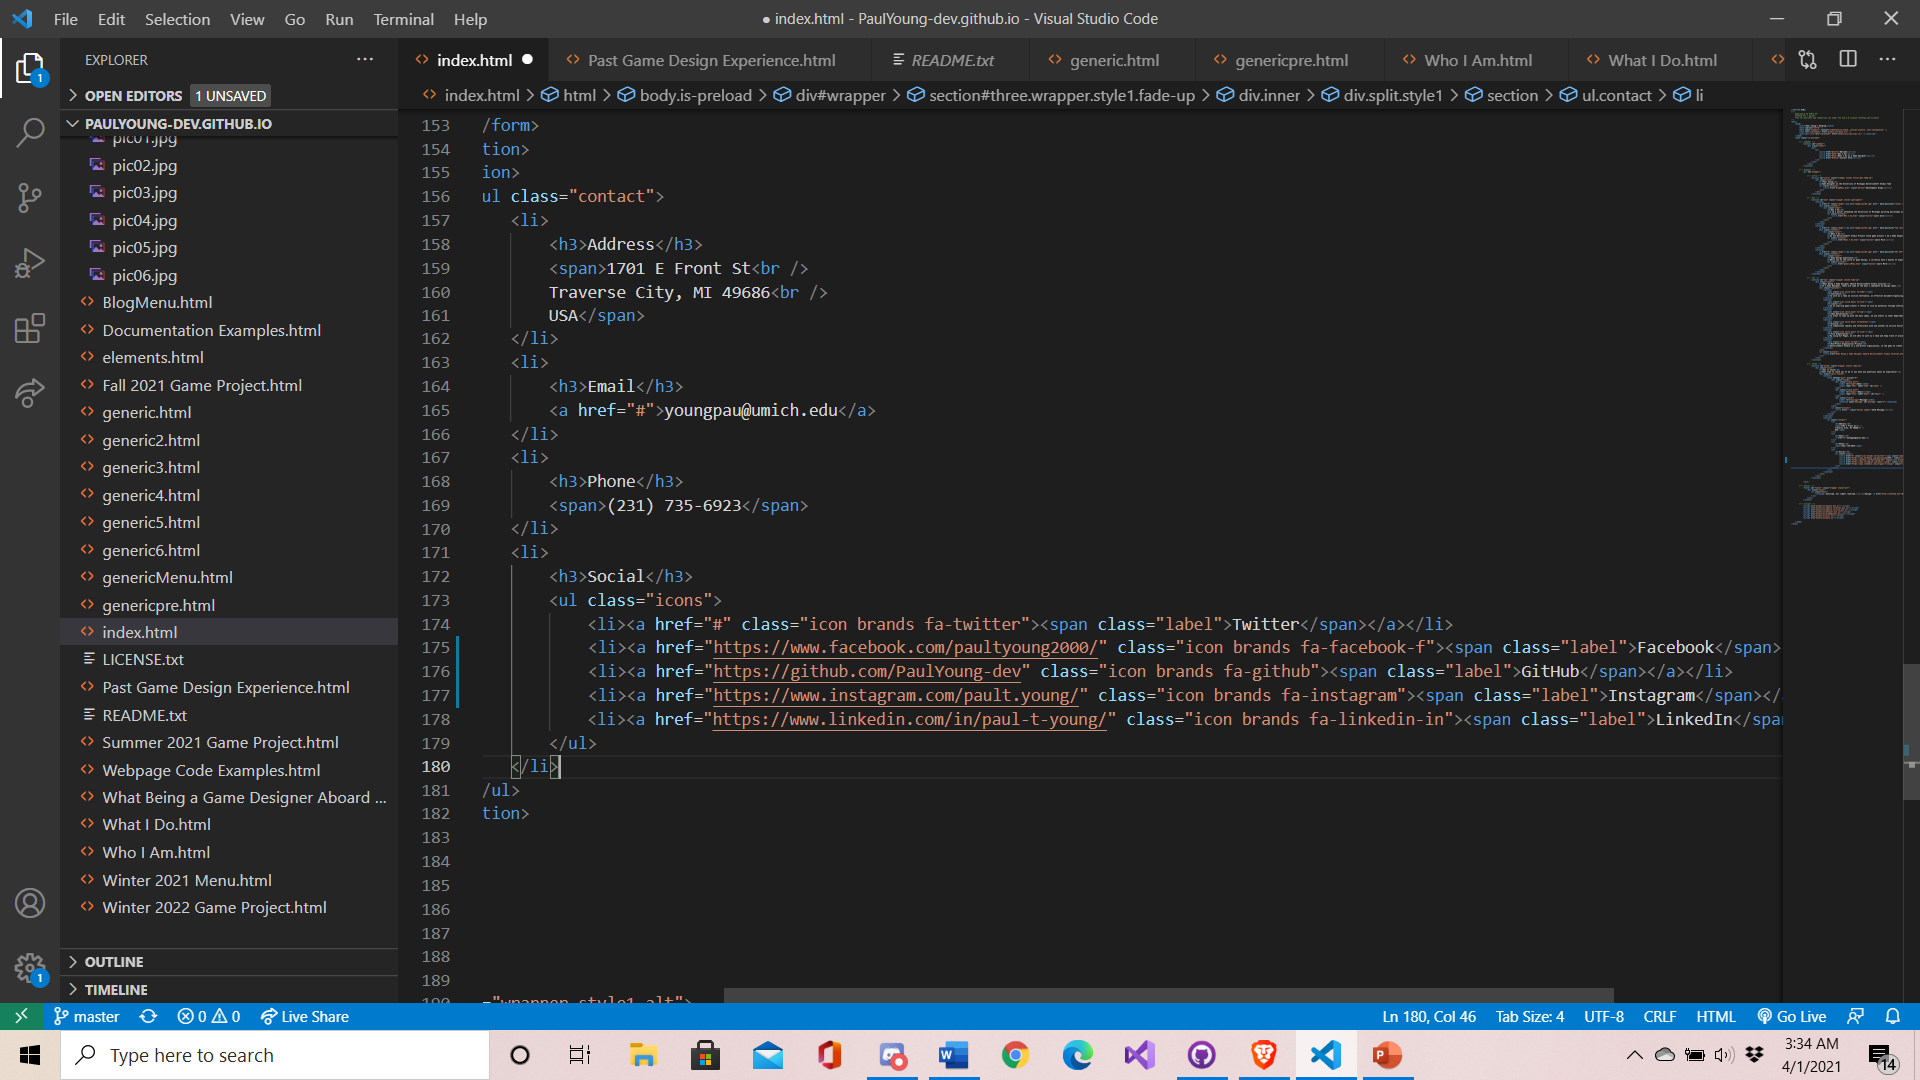 File Edit Selection View Go Run Terminal Help
● index.html - PaulYoung-dev.github.io - Visual Studio Code
EXPLORER
OPEN EDITORS 1 UNSAVED
PAULYOUNG-DEV.GITHUB.IO
pic01.jpg
pic02.jpg
pic03.jpg
pic04.jpg
pic05.jpg
pic06.jpg
BlogMenu.html
Documentation Examples.html
elements.html
Fall 2021 Game Project.html
generic.html
generic2.html
generic3.html
generic4.html
generic5.html
generic6.html
genericMenu.html
genericpre.html
index.html
LICENSE.txt
Past Game Design Experience.html
README.txt
Summer 2021 Game Project.html
Webpage Code Examples.html
What Being a Game Designer Aboard ...
What I Do.html
Who I Am.html
Winter 2021 Menu.html
Winter 2022 Game Project.html
OUTLINE
TIMELINE
index.html Past Game Design Experience.html README.txt generic.html genericpre.html Who I Am.html What I Do.html
index.html > html > body.is-preload > div#wrapper > section#three.wrapper.style1.fade-up > div.inner > div.split.style1 > section > ul.contact > li
153 /form>
154 tion>
155 ion>
156 ul class="contact">
157 <li>
158 <h3>Address</h3>
159 <span>1701 E Front St<br />
160 Traverse City, MI 49686<br />
161 USA</span>
162 </li>
163 <li>
164 <h3>Email</h3>
165 <a href="#">youngpau@umich.edu</a>
166 </li>
167 <li>
168 <h3>Phone</h3>
169 <span>(231) 735-6923</span>
170 </li>
171 <li>
172 <h3>Social</h3>
173 <ul class="icons">
174 <li><a href="#" class="icon brands fa-twitter"><span class="label">Twitter</span></a></li>
175 <li><a href="https://www.facebook.com/paultyoung2000/" class="icon brands fa-facebook-f"><span class="label">Facebook</span>
176 <li><a href="https://github.com/PaulYoung-dev" class="icon brands fa-github"><span class="label">GitHub</span></a></li>
177 <li><a href="https://www.instagram.com/pault.young/" class="icon brands fa-instagram"><span class="label">Instagram</span></
178 <li><a href="https://www.linkedin.com/in/paul-t-young/" class="icon brands fa-linkedin-in"><span class="label">LinkedIn</spa
179 </ul>
180 </li>
181 /ul>
182 tion>
183
184
185
186
187
188
189
190 ="wrapper style1 alt">
master 0 0 Live Share
Ln 180, Col 46 Tab Size: 4 UTF-8 CRLF HTML Go Live
Type here to search
3:34 AM
4/1/2021
14